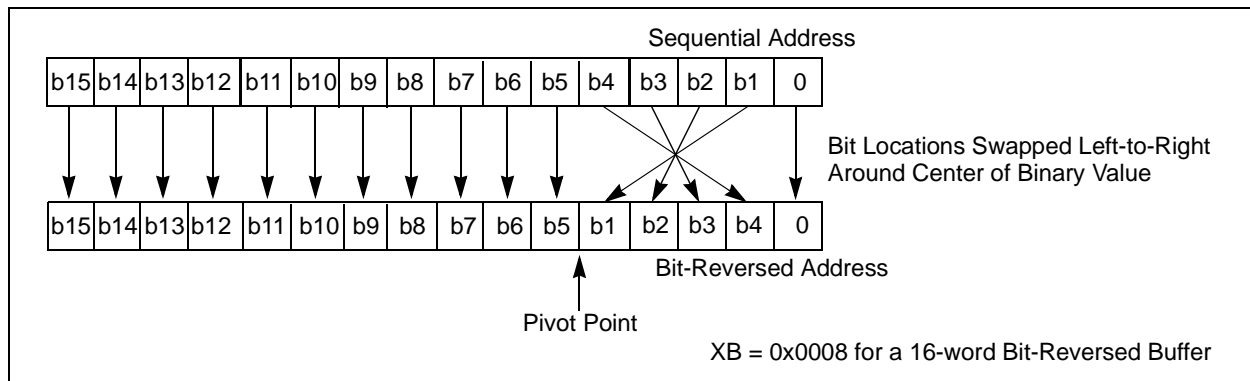 Sequential Address
b15 b14 b13 b12 b11 b10 b9 b8 b7 b6 b5 b4 b3 b2 b1 0
Bit Locations Swapped Left-to-Right
Around Center of Binary Value
b15 b14 b13 b12 b11 b10 b9 b8 b7 b6 b5 b1 b2 b3 b4 0
Bit-Reversed Address
Pivot Point
XB = 0x0008 for a 16-word Bit-Reversed Buffer